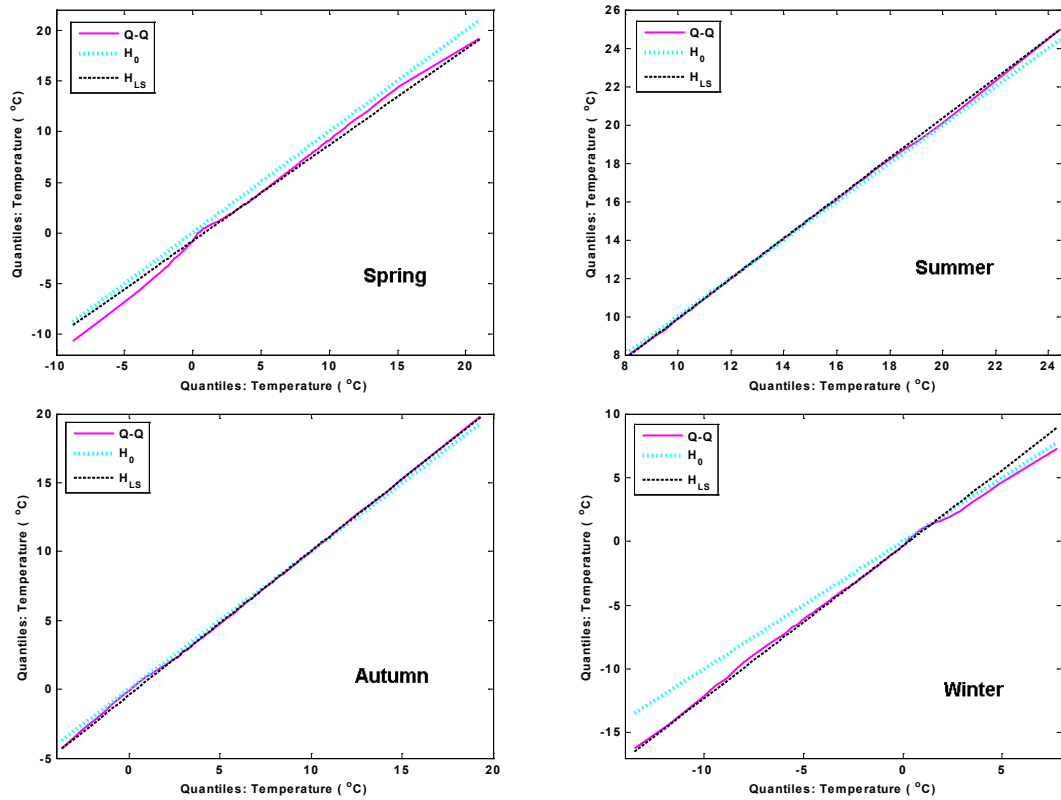 Quantiles: Temperature ( °C)
20
15
10
5
0
-5
-10
Q-Q
H0
HLS
Spring
-10 -5 0 5 10 15 20
Quantiles: Temperature ( °C)
Quantiles: Temperature ( °C)
26
24
22
20
18
16
14
12
10
8
Q-Q
H0
HLS
Summer
8 10 12 14 16 18 20 22 24
Quantiles: Temperature ( °C)
Quantiles: Temperature ( °C)
20
15
10
5
0
-5
Q-Q
H0
HLS
Autumn
0 5 10 15 20
Quantiles: Temperature ( °C)
Quantiles: Temperature ( °C)
10
5
0
-5
-10
-15
Q-Q
H0
HLS
Winter
-10 -5 0 5
Quantiles: Temperature ( °C)